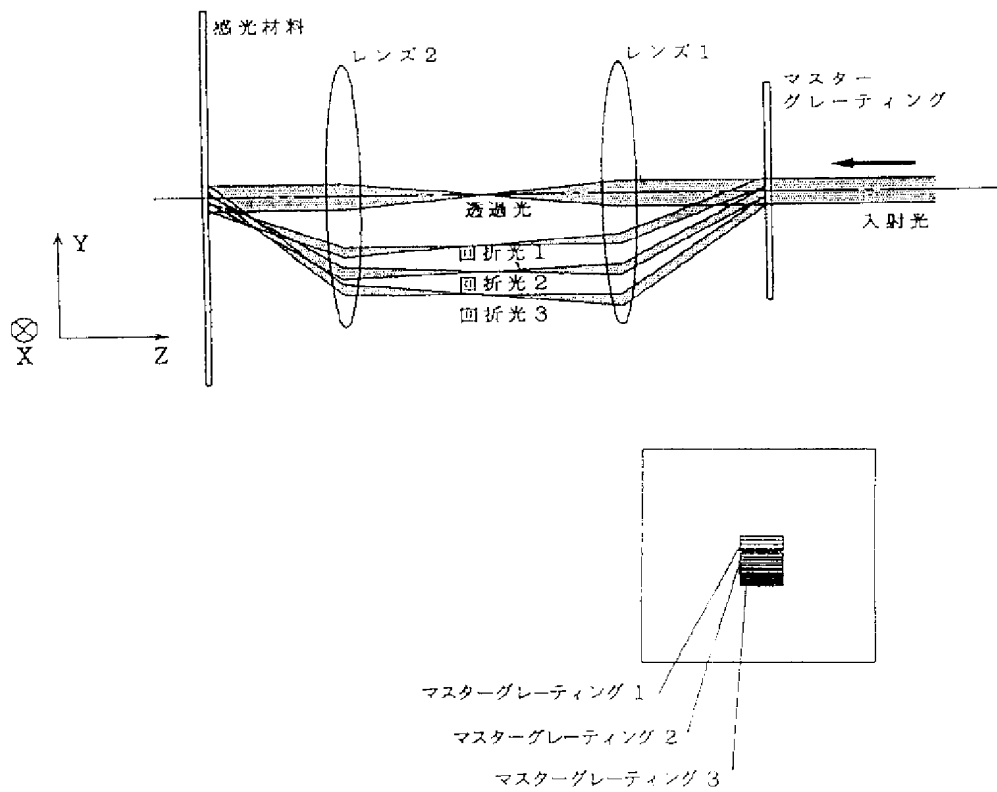 感光材料
レンズ2
レンズ1
マスター
グレーティング
透過光
入射光
回折光1
回折光2
回折光3
Y
X
Z
マスターグレーティング 1
マスターグレーティング 2
マスターグレーティング 3